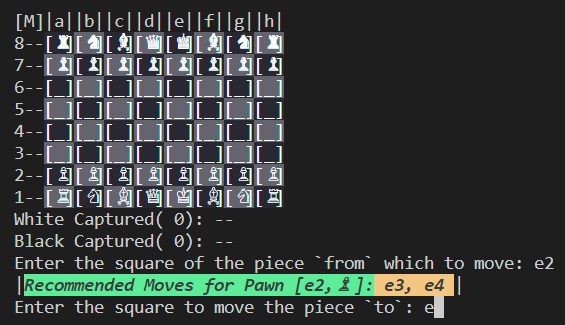 [M]|a||b||c||d||e||f||g||h|
8--[♜][♞][♝][♛][♚][♝][♞][♜]
7--[♟][♟][♟][♟][♟][♟][♟][♟]
6--[_][_][_][_][_][_][_][_]
5--[_][_][_][_][_][_][_][_]
4--[_][_][_][_][_][_][_][_]
3--[_][_][_][_][_][_][_][_]
2--[♙][♙][♙][♙][♙][♙][♙][♙]
1--[♖][♘][♗][♕][♔][♗][♘][♖]
White Captured( 0): --
Black Captured( 0): --
Enter the square of the piece `from` which to move: e2
|Recommended Moves for Pawn [e2,♙]: e3, e4 |
Enter the square to move the piece `to`: e